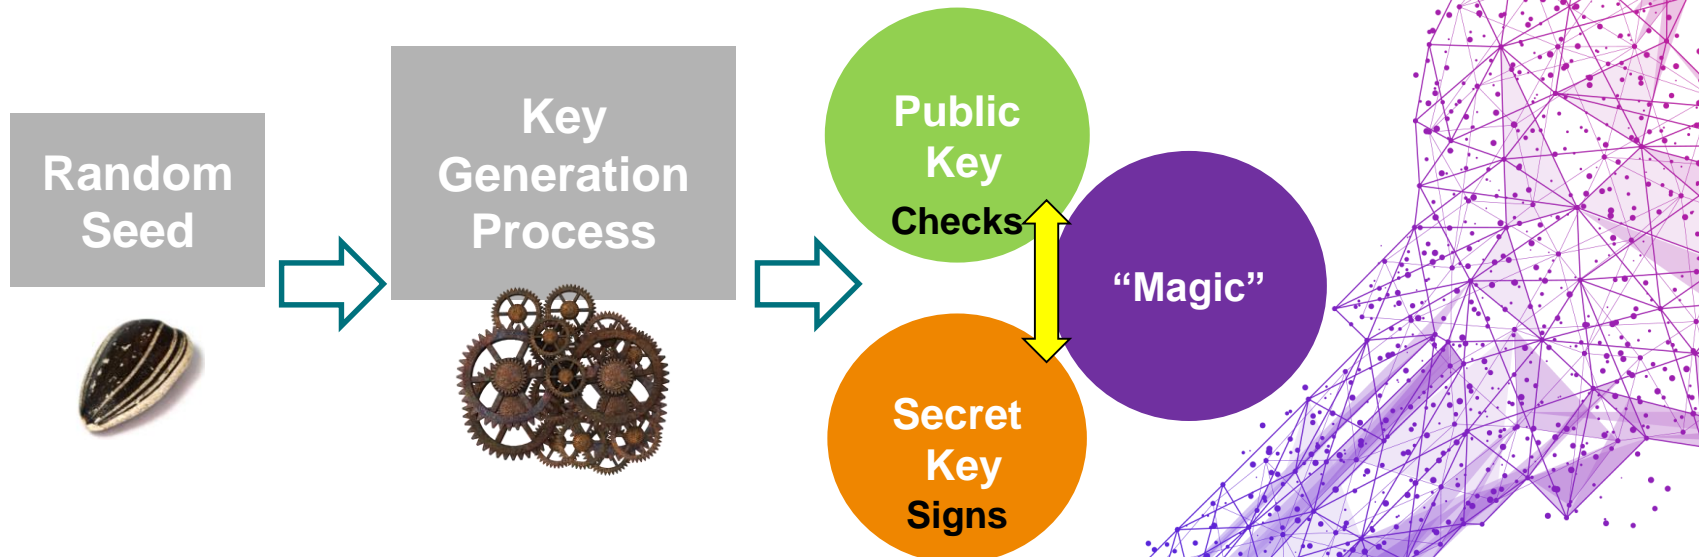 Random
Seed
Key
Generation
Process
Public
Key
Checks
“Magic”
Secret
Key
Signs